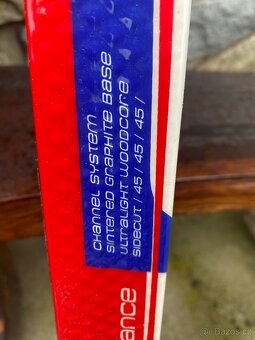 CHANNEL SYSTEM
SINTERED GRAPHITE BASE
ULTRALIGHT WOODCORE
SIDECUT / 45 / 45 / 45 /
ance
Bazos.cz